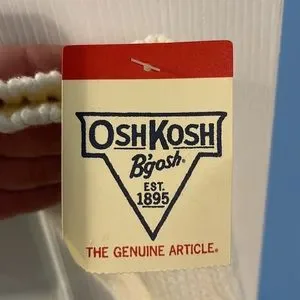 OSHKOSH
B'gosh®
EST.
1895
THE GENUINE ARTICLE®